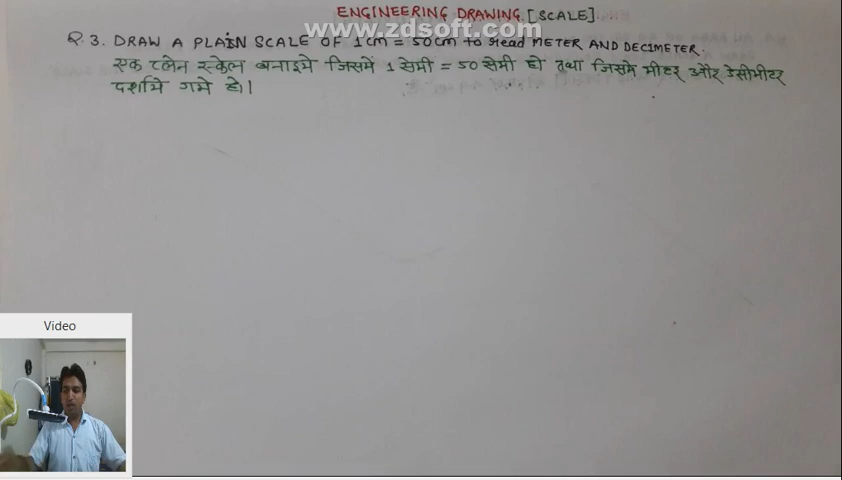 ENGINEERING DRAWING [SCALE]
www.zdsoft.com
Q.3. DRAW A PLAIN SCALE OF 1cm = 50cm to read METER AND DECIMETER.
एक प्लेन स्केल बनाइये जिसमें 1 सेमी = 50 सेमी हो तथा जिसमें मीटर और डेसीमीटर
दर्शाये गये हो।
Video